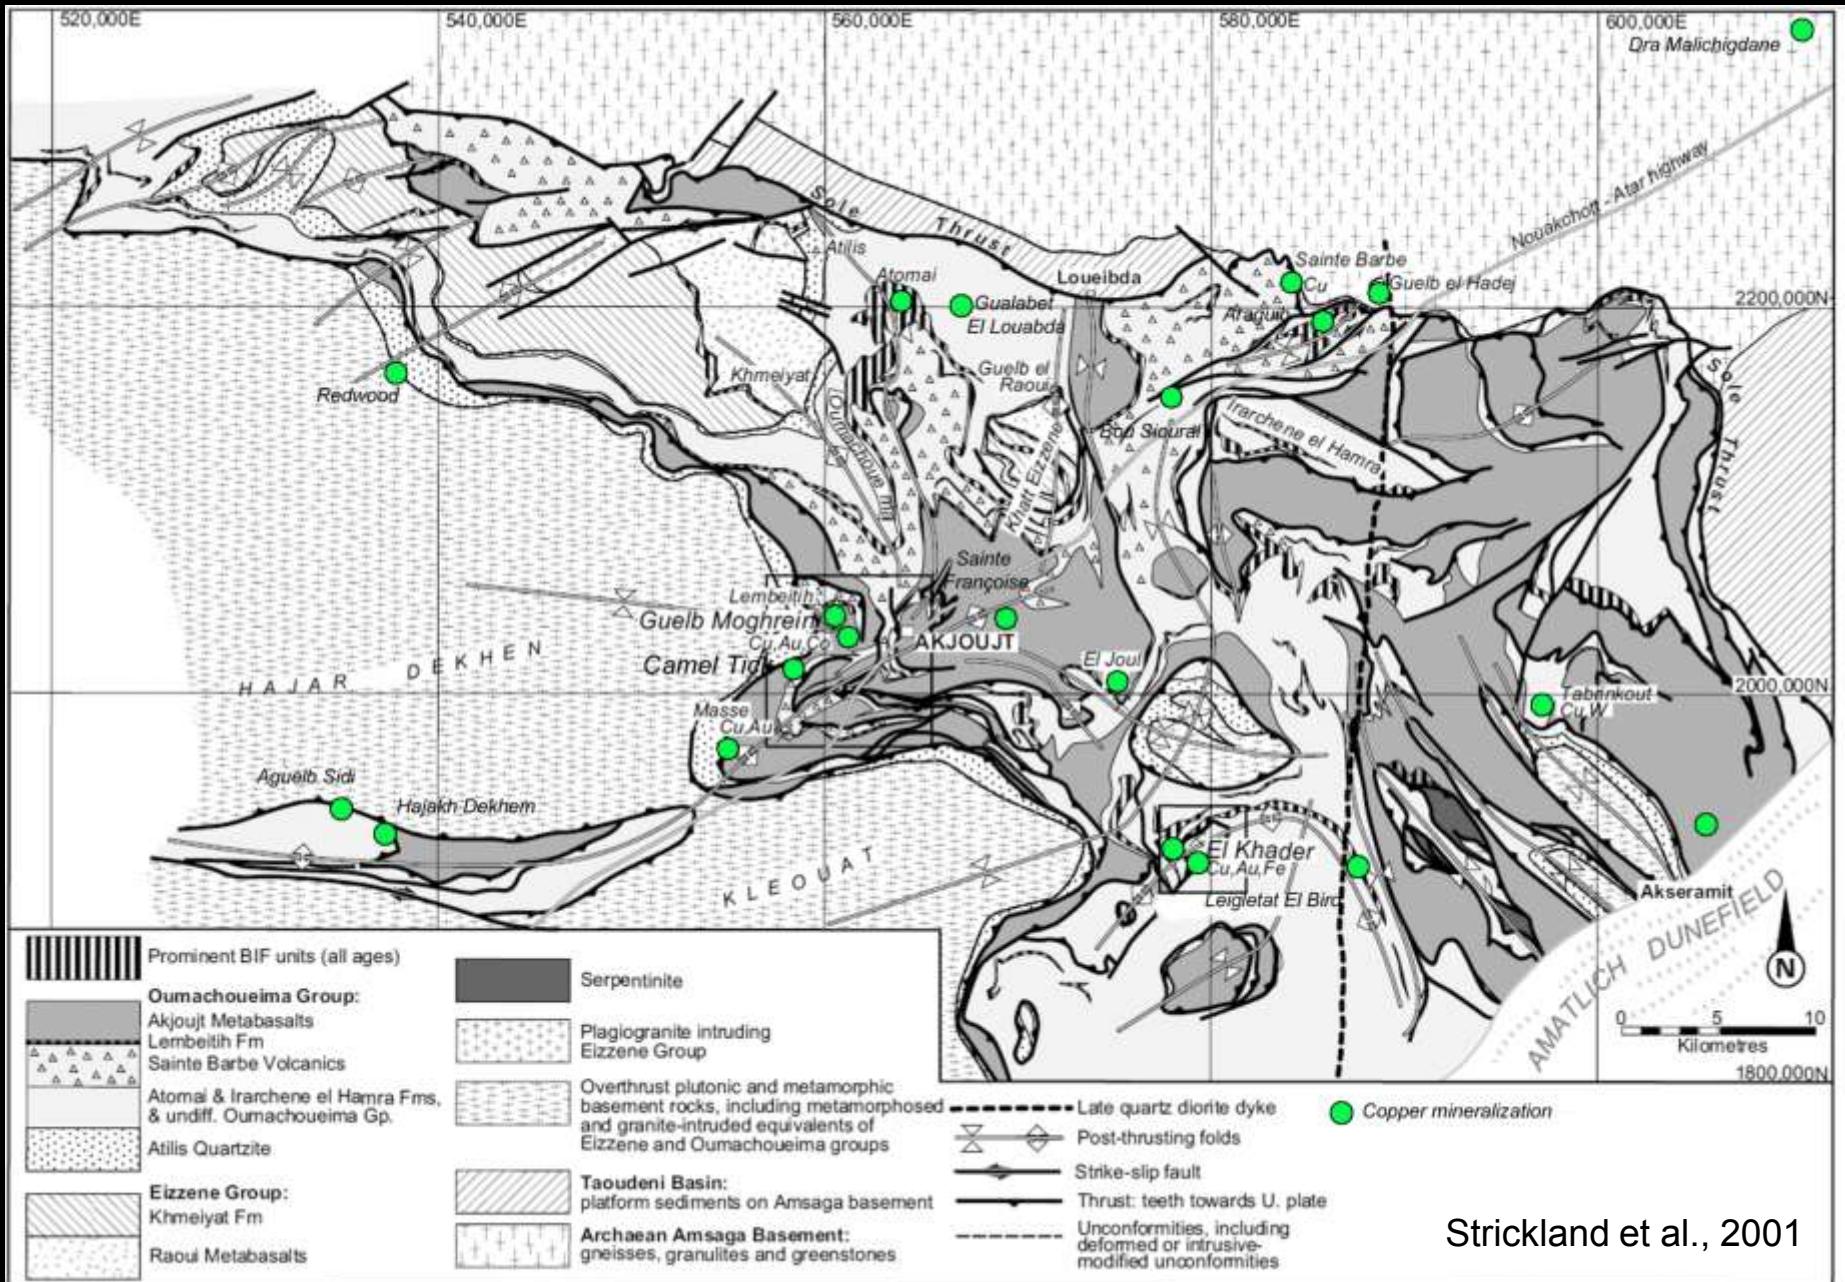 520,000E
540,000E
560,000E
580,000E
600,000E
Dra Malichigdane
Nouakchott - Atar highway
Sole Thrust
Atilis
Atomai
Gualabet
El Louabda
Loueibda
Sainte Barbe
Cu
Guelb el Hadej
2200,000N
Redwood
Khmeiyat
Guelb el
Raoui
Khatt Eizzene
Bou Sioural
Irarchene el Hamra
Sole Thrust
Sainte
Françoise
Lembeitih
Guelb Moghrein
Cu,Au,Co
AKJOUJT
Camel
El Joul
HAJAR DEKHEN
2000,000N
Tabrinkout
Cu,W
Masse
Cu,Au
Aguelb Sidi
Hajakh Dekhem
KLEOUAT
El Khader
Cu,Au,Fe
Leigletat El Bird
Akseramit
AMATLICH DUNEFIELD
N
0 5 10
Kilometres
1800,000N
Prominent BIF units (all ages)
Oumachoueima Group:
Akjoujt Metabasalts
Lembeitih Fm
Sainte Barbe Volcanics
Atomai & Irarchene el Hamra Fms,
& undiff. Oumachoueima Gp.
Atilis Quartzite
Eizzene Group:
Khmeiyat Fm
Raoui Metabasalts
Serpentinite
Plagiogranite intruding
Eizzene Group
Overthrust plutonic and metamorphic
basement rocks, including metamorphosed
and granite-intruded equivalents of
Eizzene and Oumachoueima groups
Taoudeni Basin:
platform sediments on Amsaga basement
Archaean Amsaga Basement:
gneisses, granulites and greenstones
Late quartz diorite dyke
Post-thrusting folds
Strike-slip fault
Thrust: teeth towards U. plate
Unconformities, including
deformed or intrusive-
modified unconformities
Copper mineralization
Strickland et al., 2001